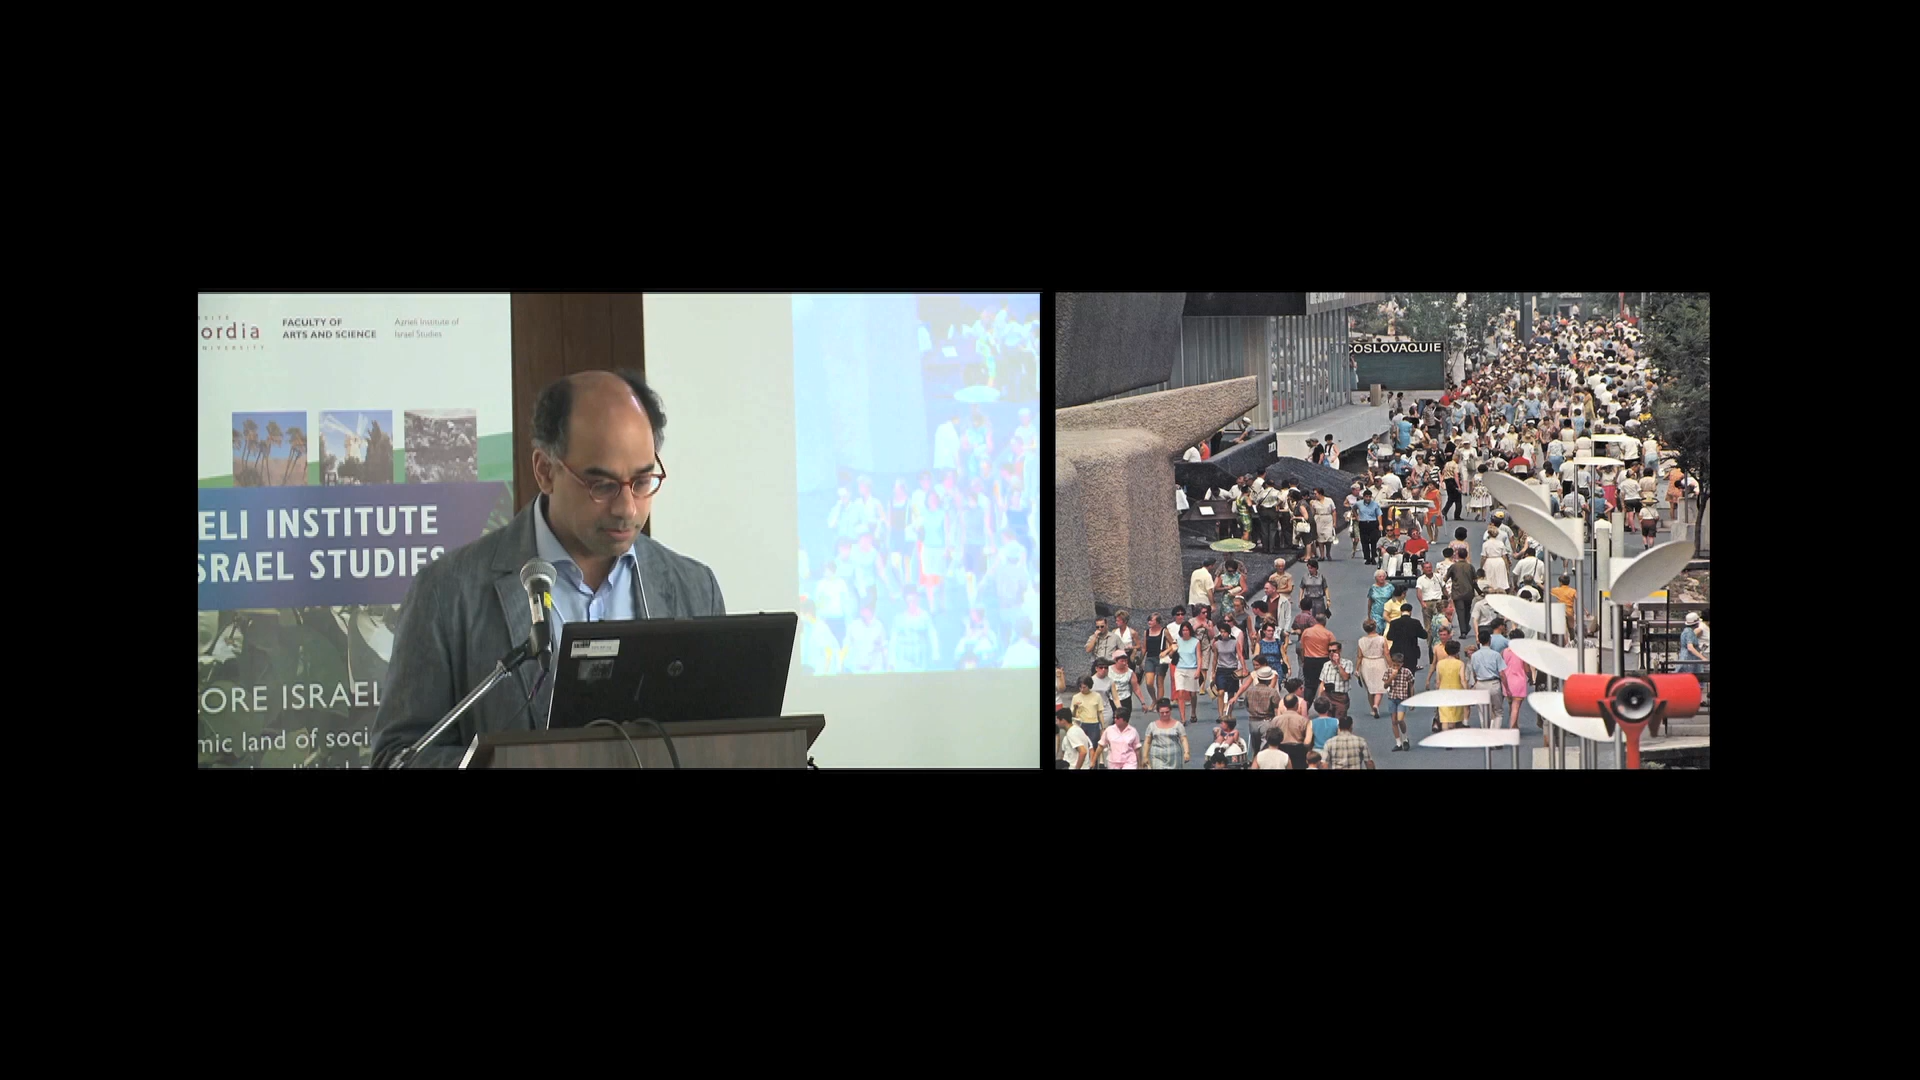 ordia
FACULTY OF
ARTS AND SCIENCE
Azrieli Institute of
Israel Studies
ELI INSTITUTE
SRAEL STUDIES
ORE ISRAEL
mic land of soci
COSLOVAQUIE